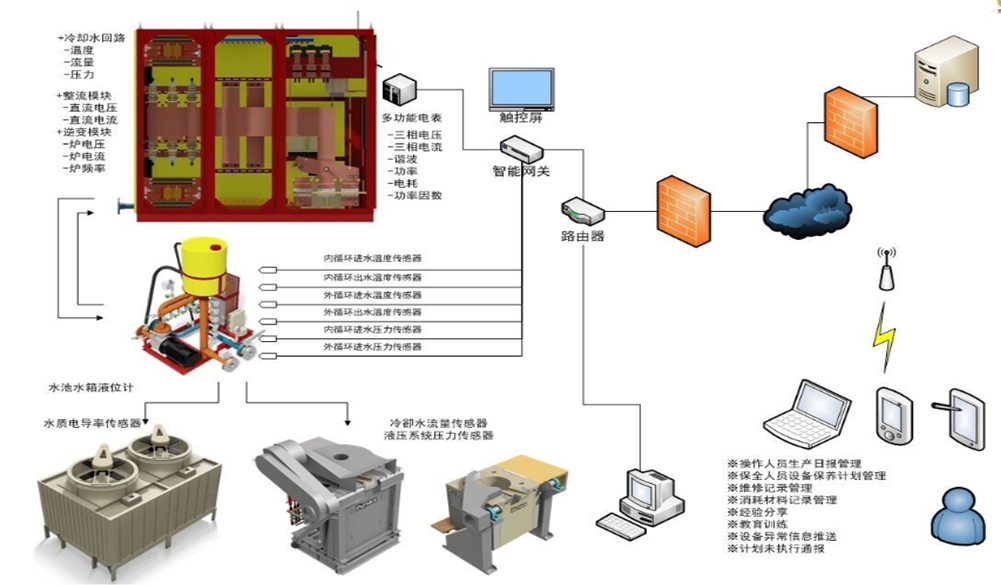 +冷却水回路
-温度
-流量
-压力
+整流模块
-直流电压
-直流电流
+逆变模块
-炉电压
-炉电流
-炉频率
多功能电表
-三相电压
-三相电流
-谐波
-功率
-电耗
-功率因数
触控屏
智能网关
路由器
内循环进水温度传感器
内循环出水温度传感器
外循环进水温度传感器
外循环出水温度传感器
内循环进水压力传感器
外循环进水压力传感器
水池水箱液位计
水质电导率传感器
冷卻水流量传感器
液压系统压力传感器
※操作人员生产日报管理
※保全人员设备保养计划管理
※维修记录管理
※消耗材料记录管理
※经验分享
※教育训练
※设备异常信息推送
※计划未执行通报